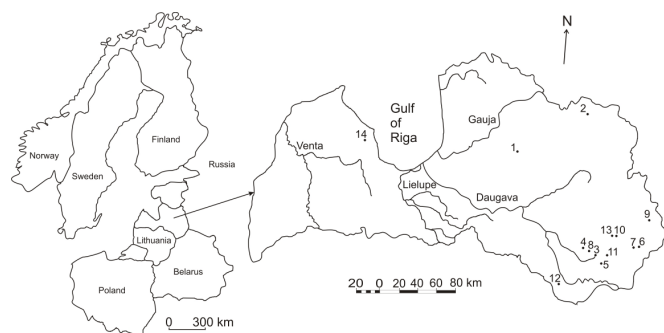 Norway
Sweden
Finland
Russia
Lithuania
Belarus
Poland
0 300 km
N
Gulf
of
Riga
Gauja
Venta
Lielupe
Daugava
14
2
1
9
13 10
4 8 3
7 6
11
5
12
20 0 20 40 60 80 km